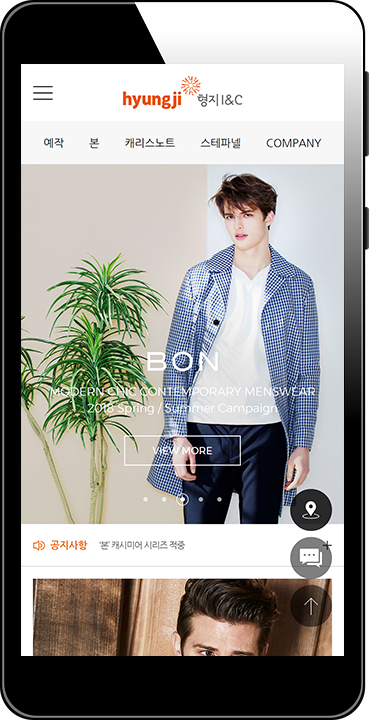 hyungji 형지 I&C
예작 본 캐리스노트 스테파넬 COMPANY
BON
MODERN CHIC CONTEMPORARY MENSWEAR
2018 Spring / Summer Campaign
VIEW MORE
공지사항 '본' 캐시미어 시리즈 적중